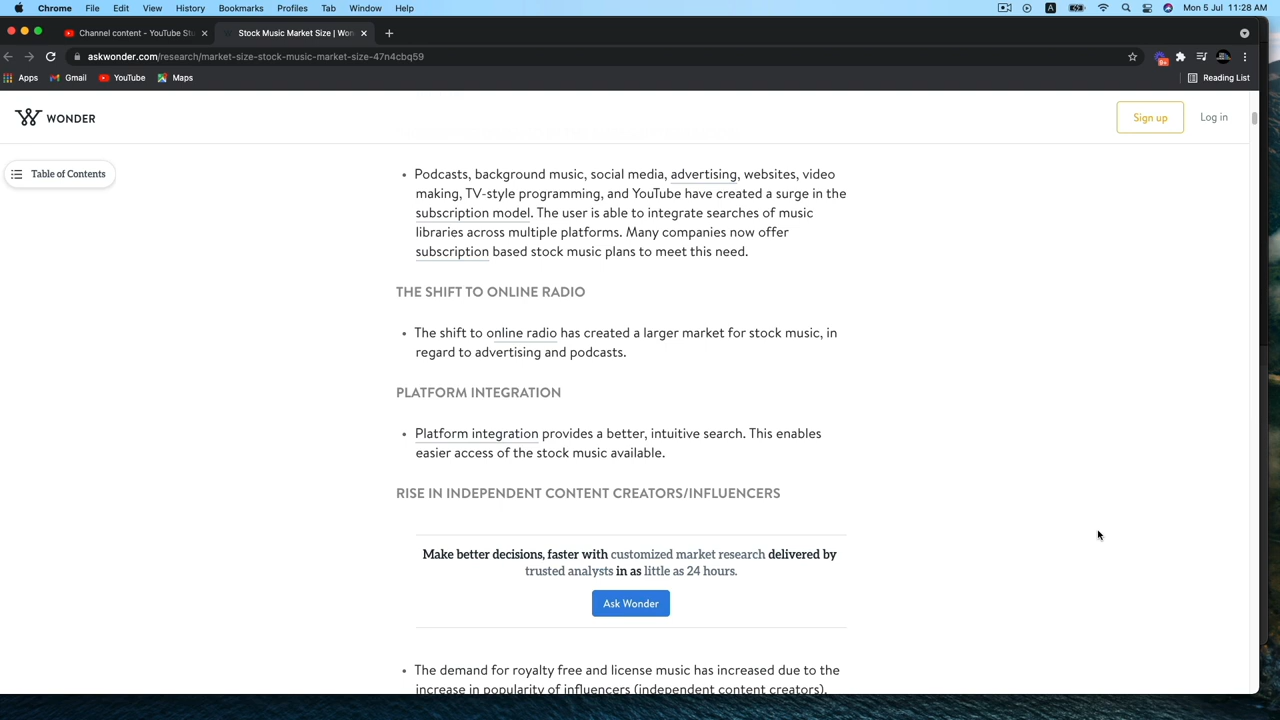 Chrome File Edit View History Bookmarks Profiles Tab Window Help A Mon 5 Jul 11:28 AM
Channel content - YouTube Stu Stock Music Market Size | Won
askwonder.com/research/market-size-stock-music-market-size-47n4cbq59
Apps Gmail YouTube Maps Reading List
WONDER Sign up Log in
Table of Contents
• Podcasts, background music, social media, advertising, websites, video
making, TV-style programming, and YouTube have created a surge in the
subscription model. The user is able to integrate searches of music
libraries across multiple platforms. Many companies now offer
subscription based stock music plans to meet this need.
THE SHIFT TO ONLINE RADIO
• The shift to online radio has created a larger market for stock music, in
regard to advertising and podcasts.
PLATFORM INTEGRATION
• Platform integration provides a better, intuitive search. This enables
easier access of the stock music available.
RISE IN INDEPENDENT CONTENT CREATORS/INFLUENCERS
Make better decisions, faster with customized market research delivered by
trusted analysts in as little as 24 hours.
Ask Wonder
• The demand for royalty free and license music has increased due to the
increase in popularity of influencers (independent content creators).